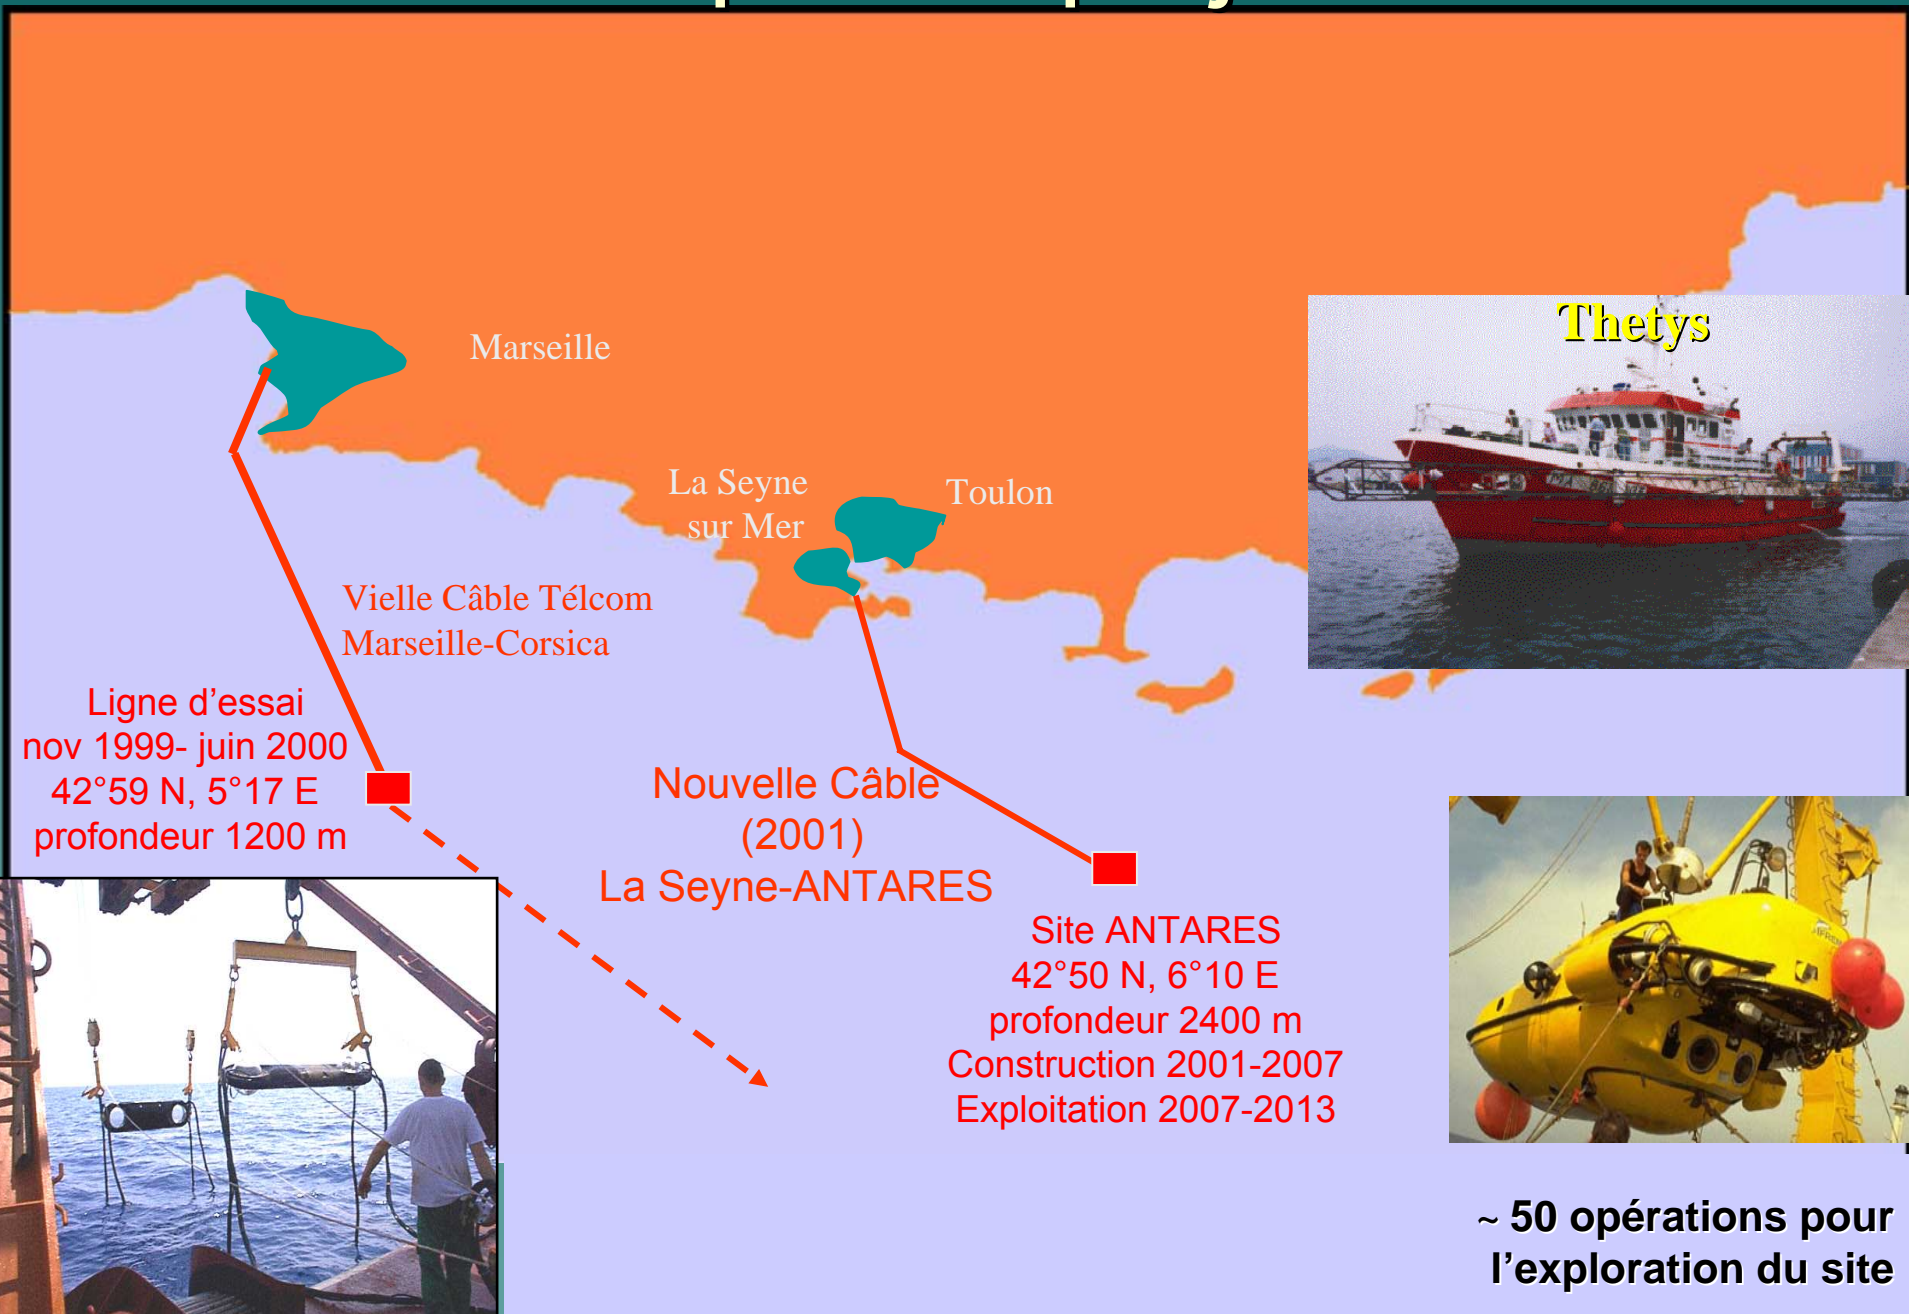 Thetys
Marseille
La Seyne
sur Mer
Toulon
Vielle Câble Télcom
Marseille-Corsica
Ligne d’essai
nov 1999- juin 2000
42°59 N, 5°17 E
profondeur 1200 m
Nouvelle Câble
(2001)
La Seyne-ANTARES
Site ANTARES
42°50 N, 6°10 E
profondeur 2400 m
Construction 2001-2007
Exploitation 2007-2013
~ 50 opérations pour
l’exploration du site